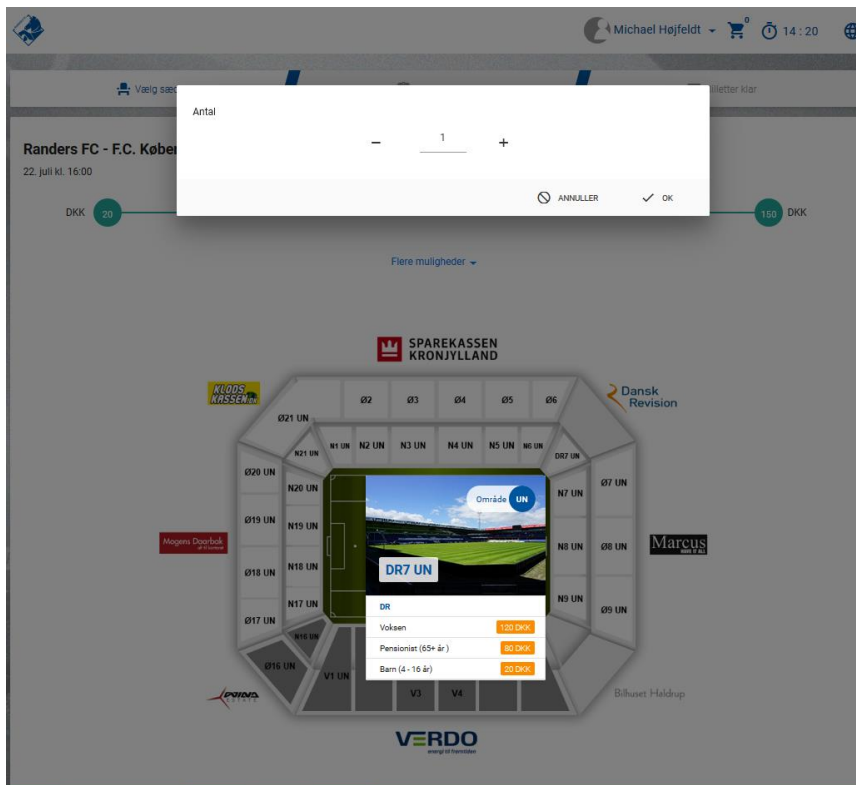 Michael Højfeldt
0
14 : 20
Vælg sæd
illetter klar
Antal
1
ANNULLER
OK
Randers FC - F.C. Køben
22. juli kl. 16:00
DKK 20
150 DKK
Flere muligheder
SPAREKASSEN
KRONJYLLAND
KLODS
KASSEN.DK
Dansk
Revision
Ø2 Ø3 Ø4 Ø5 Ø6
Ø21 UN
N1 UN N2 UN N3 UN N4 UN N5 UN N6 UN
N21 UN
DR7 UN
Ø20 UN
N20 UN
N7 UN
Ø7 UN
Område UN
Ø19 UN
N19 UN
Mogens Daarbak
Marcus
N8 UN
Ø8 UN
Ø18 UN
N18 UN
DR7 UN
N17 UN
N9 UN
Ø9 UN
Ø17 UN
DR
Voksen 120 DKK
N16 UN
Pensionist (65+ år ) 80 DKK
Ø16 UN
Barn (4 - 16 år) 20 DKK
V1 UN
V3 V4
Bilhuset Haldrup
VERDO
energi til fremtiden